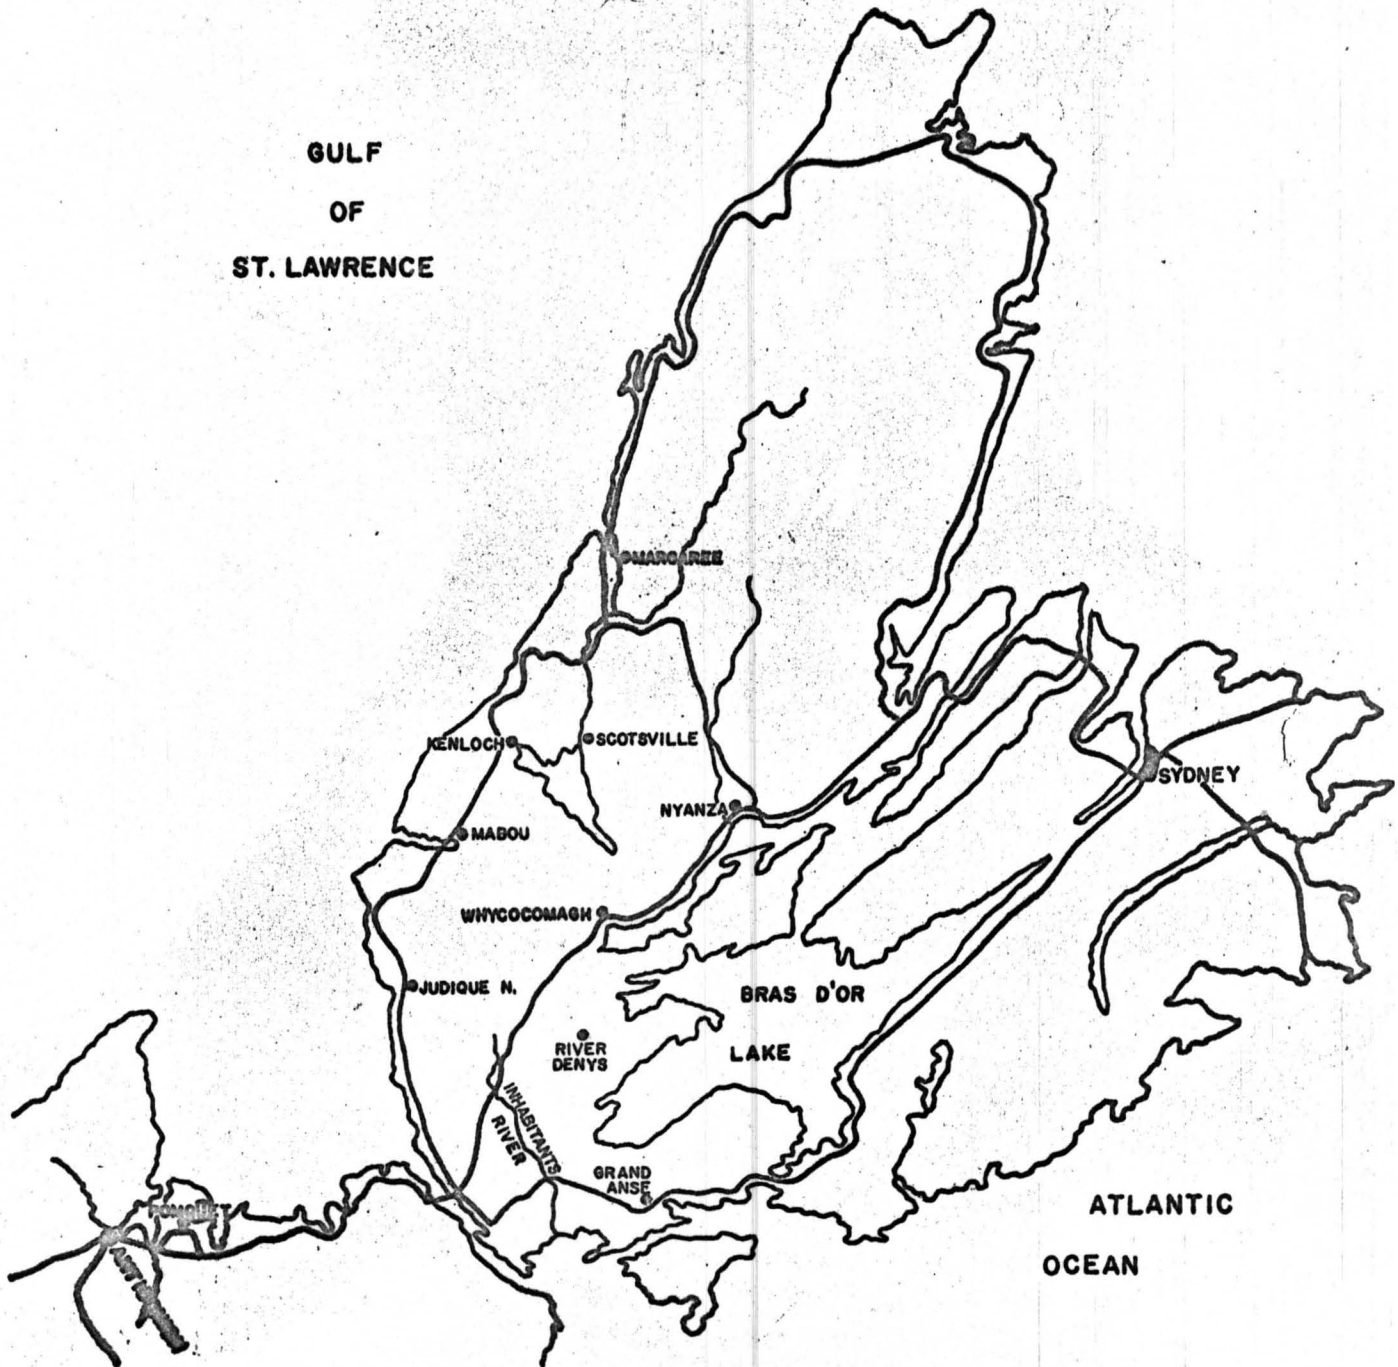 GULF
OF
ST. LAWRENCE
MARGAREE
KENLOCH
SCOTSVILLE
NYANZA
SYDNEY
MABOU
WHYCOCOMAGH
JUDIQUE N.
BRAS D'OR
LAKE
RIVER
DENYS
INHABITANTS
RIVER
GRAND
ANSE
POMQUET
ATLANTIC
OCEAN